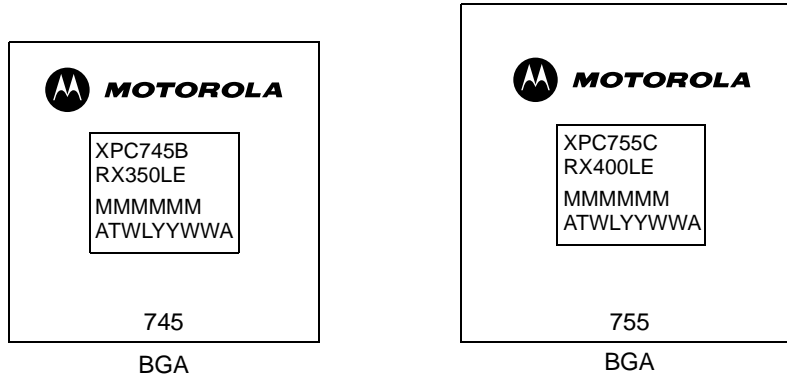 MOTOROLA
XPC745B
RX350LE
MMMMMM
ATWLYYWWA
745
BGA
MOTOROLA
XPC755C
RX400LE
MMMMMM
ATWLYYWWA
755
BGA